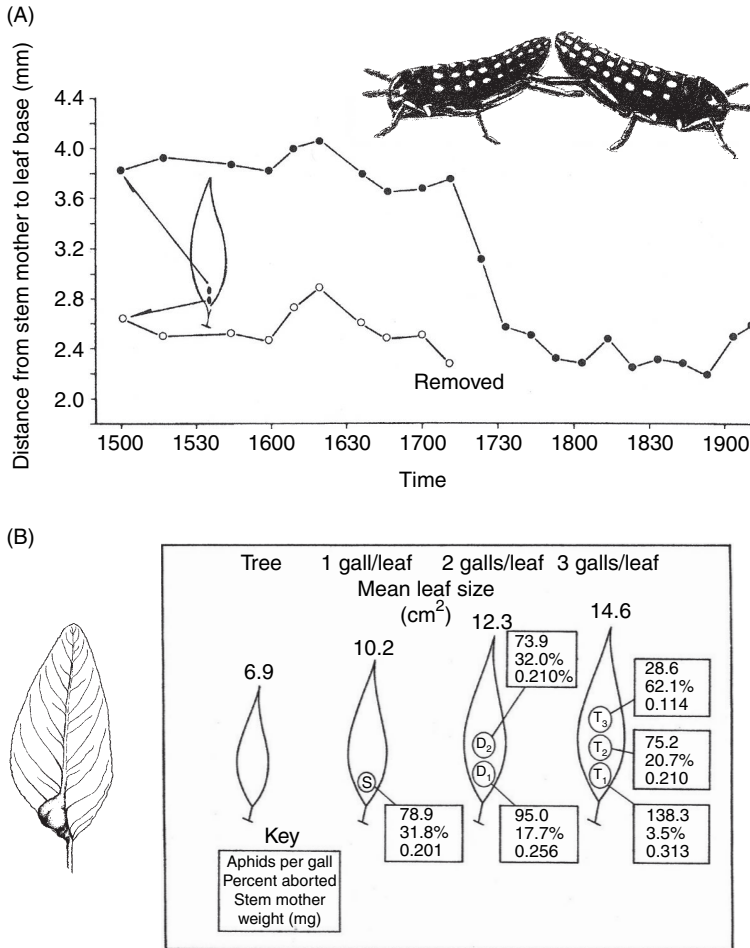 (A)
Distance from stem mother to leaf base (mm)
4.4
4.0
3.6
3.2
2.8
2.4
2.0
Removed
1500 1530 1600 1630 1700 1730 1800 1830 1900
Time
(B)
Tree 1 gall/leaf 2 galls/leaf 3 galls/leaf
Mean leaf size
(cm2)
6.9
10.2
12.3
14.6
73.9
32.0%
0.210%
28.6
62.1%
0.114
75.2
20.7%
0.210
S
D2
D1
T3
T2
T1
78.9
31.8%
0.201
95.0
17.7%
0.256
138.3
3.5%
0.313
Key
Aphids per gall
Percent aborted
Stem mother
weight (mg)